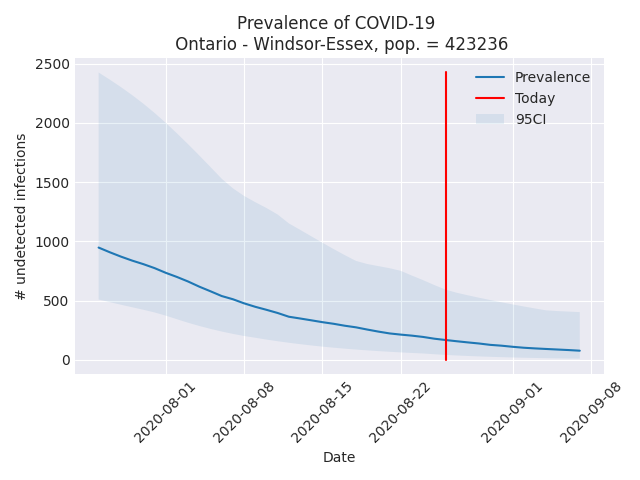 Prevalence of COVID-19
Ontario - Windsor-Essex, pop. = 423236
Prevalence
Today
95CI
# undetected infections
2500
2000
1500
1000
500
0
2020-08-01
2020-08-08
2020-08-15
2020-08-22
2020-09-01
2020-09-08
Date